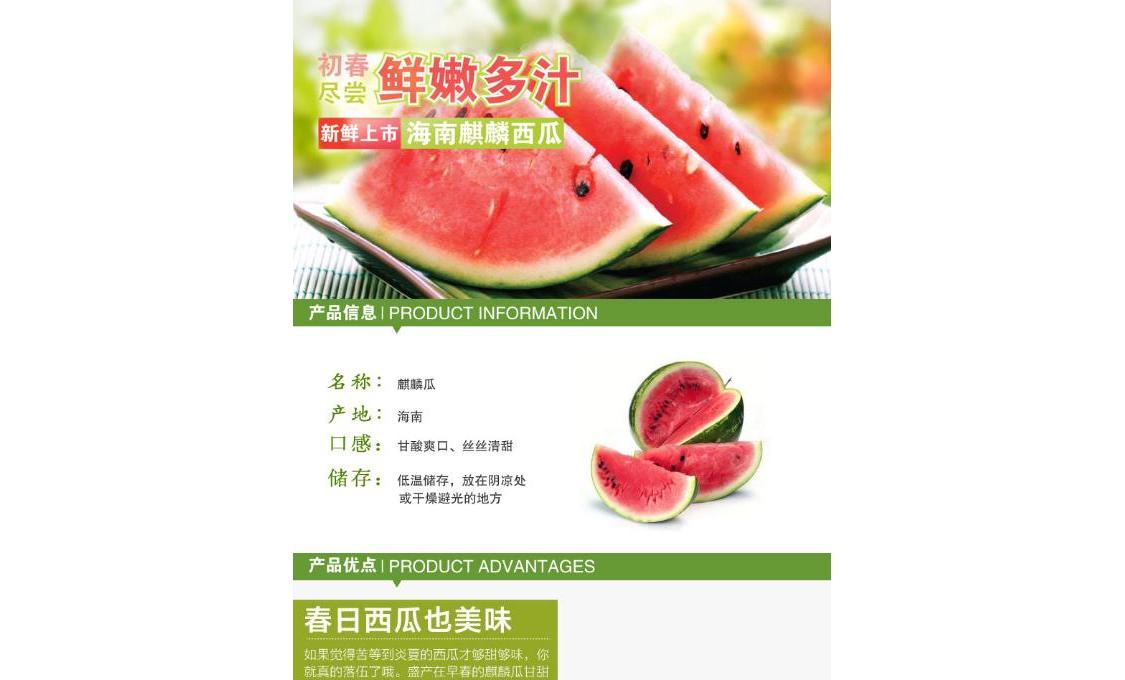 初春
尽尝
鲜嫩多汁
新鲜上市 海南麒麟西瓜
产品信息 | PRODUCT INFORMATION
名称： 麒麟瓜
产地： 海南
口感： 甘酸爽口、丝丝清甜
储存： 低温储存，放在阴凉处
或干燥避光的地方
产品优点 | PRODUCT ADVANTAGES
春日西瓜也美味
如果觉得苦等到炎夏的西瓜才够甜够味，你
就真的落伍了哦。盛产在早春的麒麟瓜甘甜